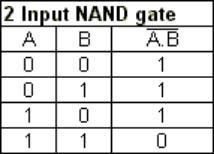 2 Input NAND gate
A B A̅.̅B̅
0 0 1
0 1 1
1 0 1
1 1 0